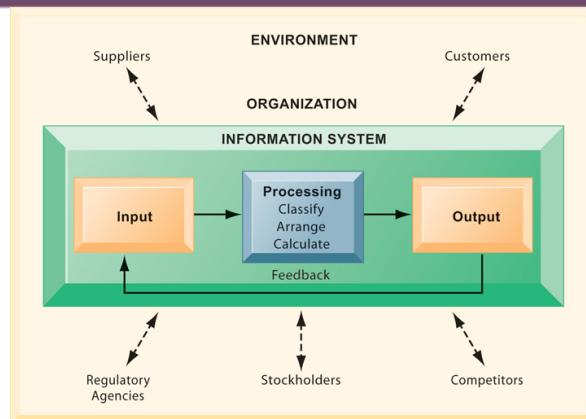 ENVIRONMENT
Suppliers
Customers
ORGANIZATION
INFORMATION SYSTEM
Input
Processing
Classify
Arrange
Calculate
Output
Feedback
Regulatory
Agencies
Stockholders
Competitors